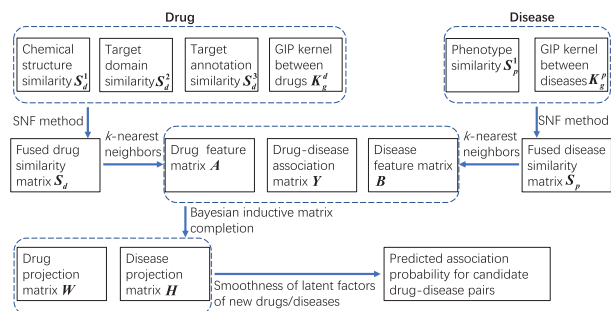 Drug
Disease
Chemical
structure
similarity S_d^1
Target
domain
similarity S_d^2
Target
annotation
similarity S_d^3
GIP kernel
between
drugs K_g^d
Phenotype
similarity S_p^1
GIP kernel
between
diseases K_g^p
SNF method
SNF method
k-nearest
neighbors
k-nearest
neighbors
Fused drug
similarity
matrix S_d
Drug feature
matrix A
Drug-disease
association
matrix Y
Disease
feature matrix
B
Fused disease
similarity
matrix S_p
Bayesian inductive matrix
completion
Drug
projection
matrix W
Disease
projection
matrix H
Smoothness of latent factors
of new drugs/diseases
Predicted association
probability for candidate
drug-disease pairs